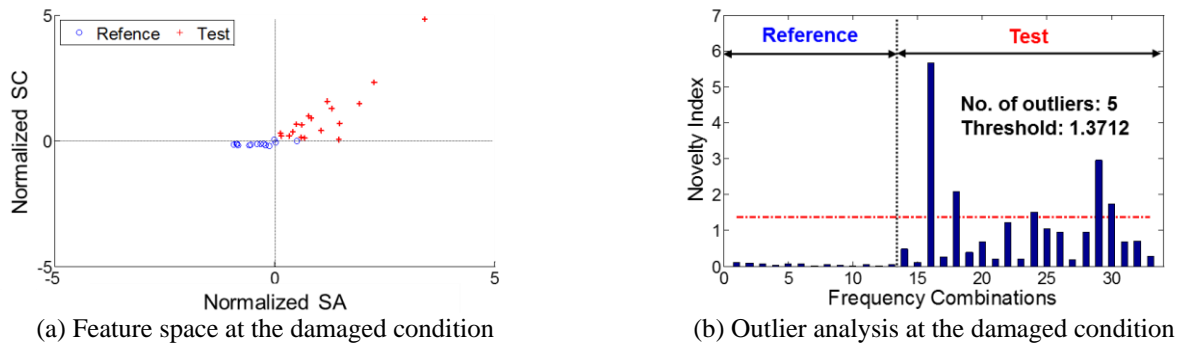 5
Refence Test
Normalized SC
0
-5
-5 0 5
Normalized SA
(a) Feature space at the damaged condition
7
6
5
4
3
2
1
0
Novelty Index
Reference Test
No. of outliers: 5
Threshold: 1.3712
0 5 10 15 20 25 30
Frequency Combinations
(b) Outlier analysis at the damaged condition